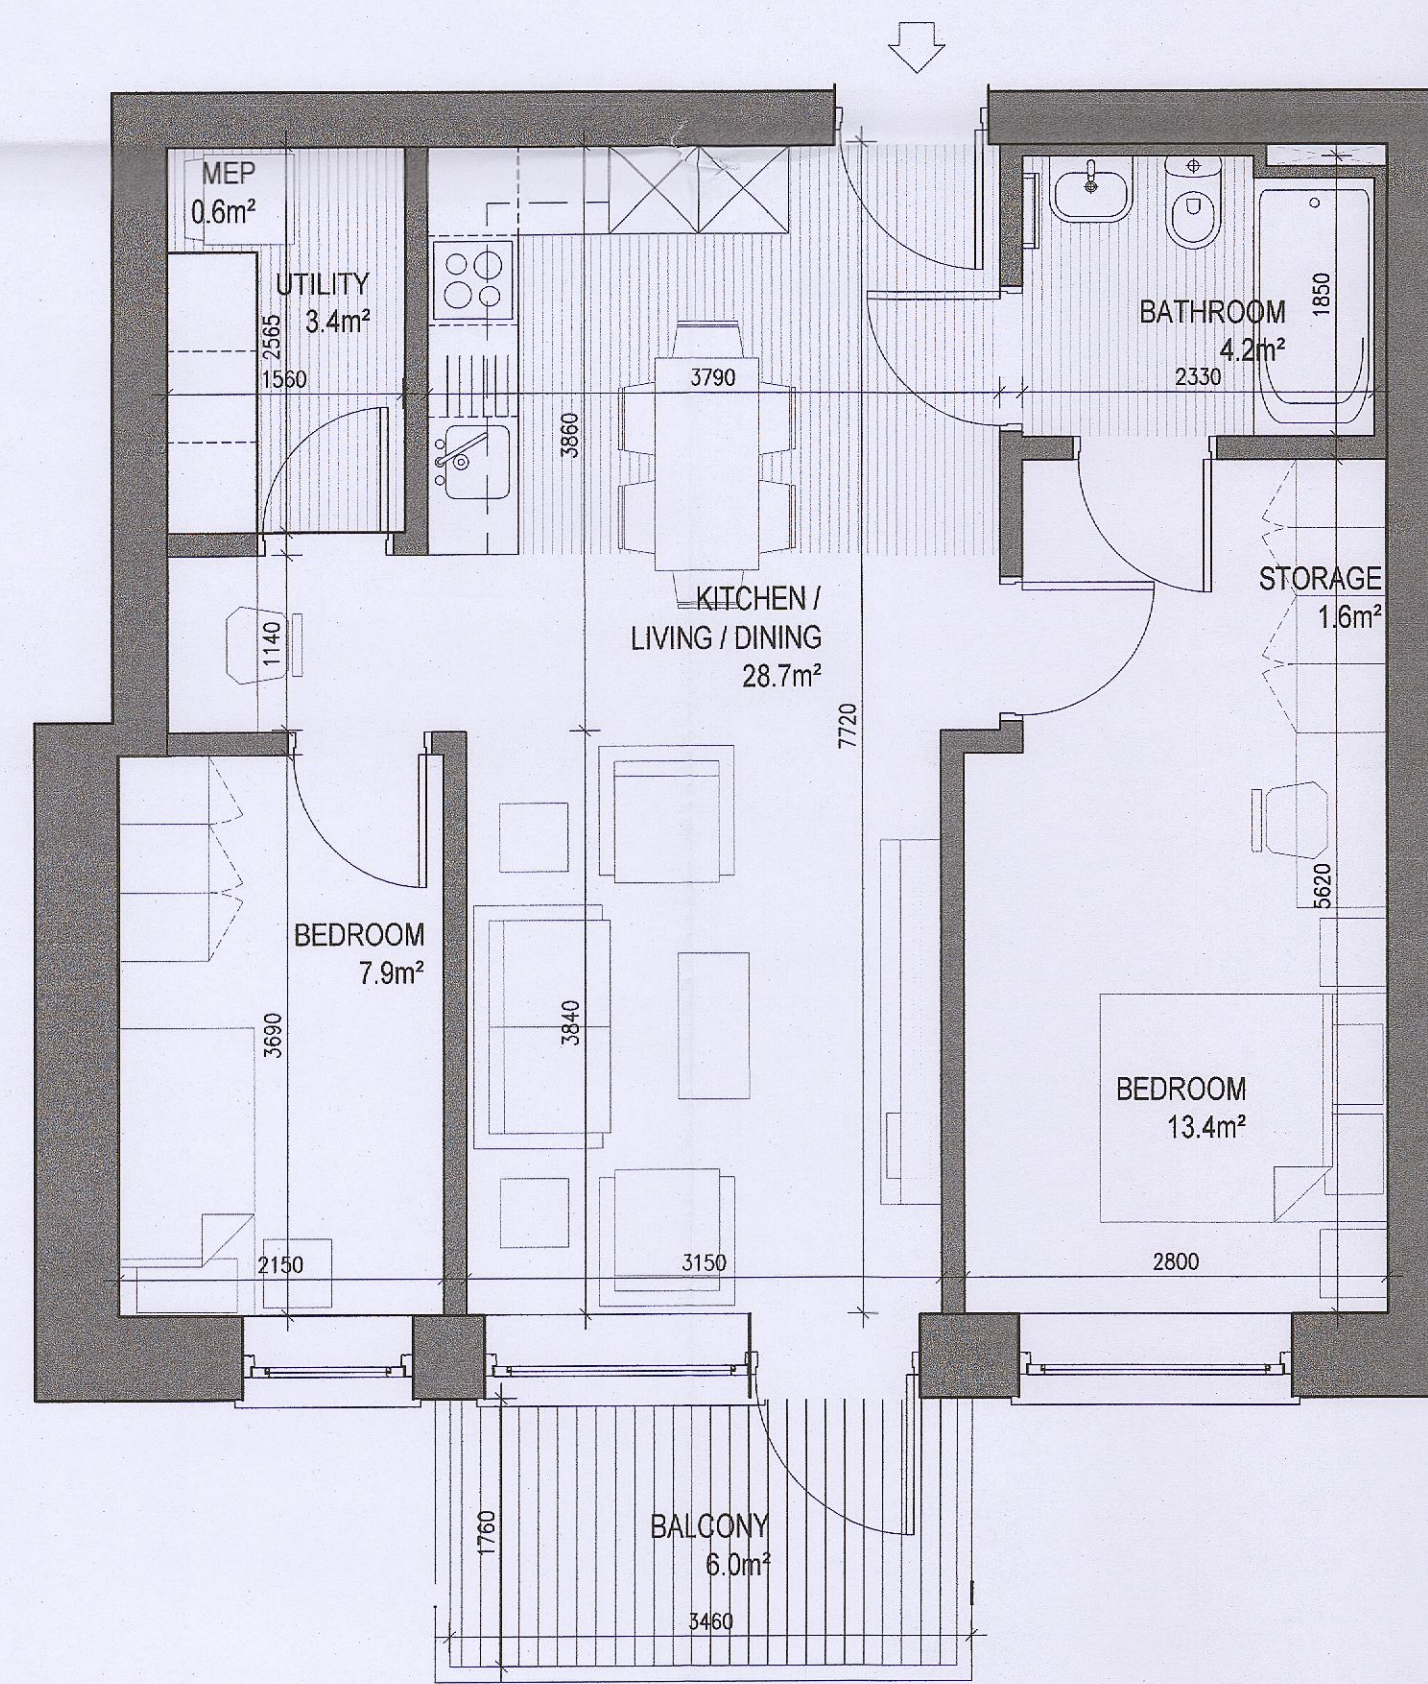 MEP
0.6m²
UTILITY
3.4m²
2565
1560
3790
3860
BATHROOM
4.2m²
1850
2330
STORAGE
1.6m²
1140
KITCHEN /
LIVING / DINING
28.7m²
7720
5620
BEDROOM
7.9m²
3690
3840
BEDROOM
13.4m²
2150
3150
2800
1760
BALCONY
6.0m²
3460